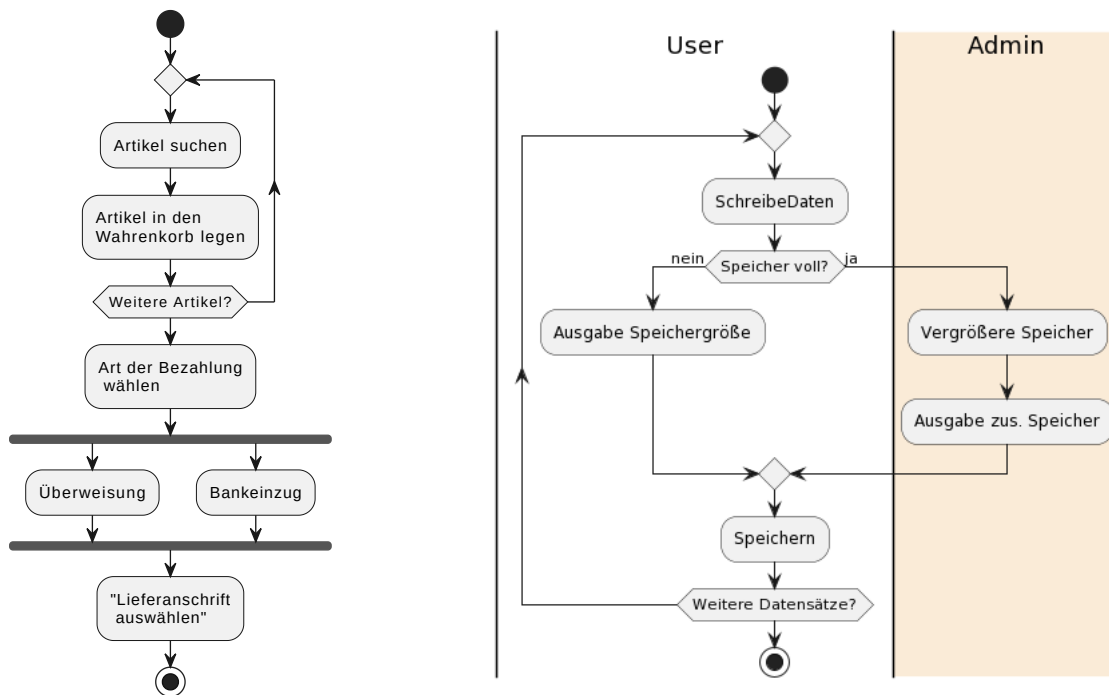 Artikel suchen
Artikel in den
Wahrenkorb legen
Weitere Artikel?
Art der Bezahlung
wählen
Überweisung
Bankeinzug
"Lieferanschrift
auswählen"
User
Admin
SchreibeDaten
nein
Speicher voll?
ja
Ausgabe Speichergröße
Vergrößere Speicher
Ausgabe zus. Speicher
Speichern
Weitere Datensätze?